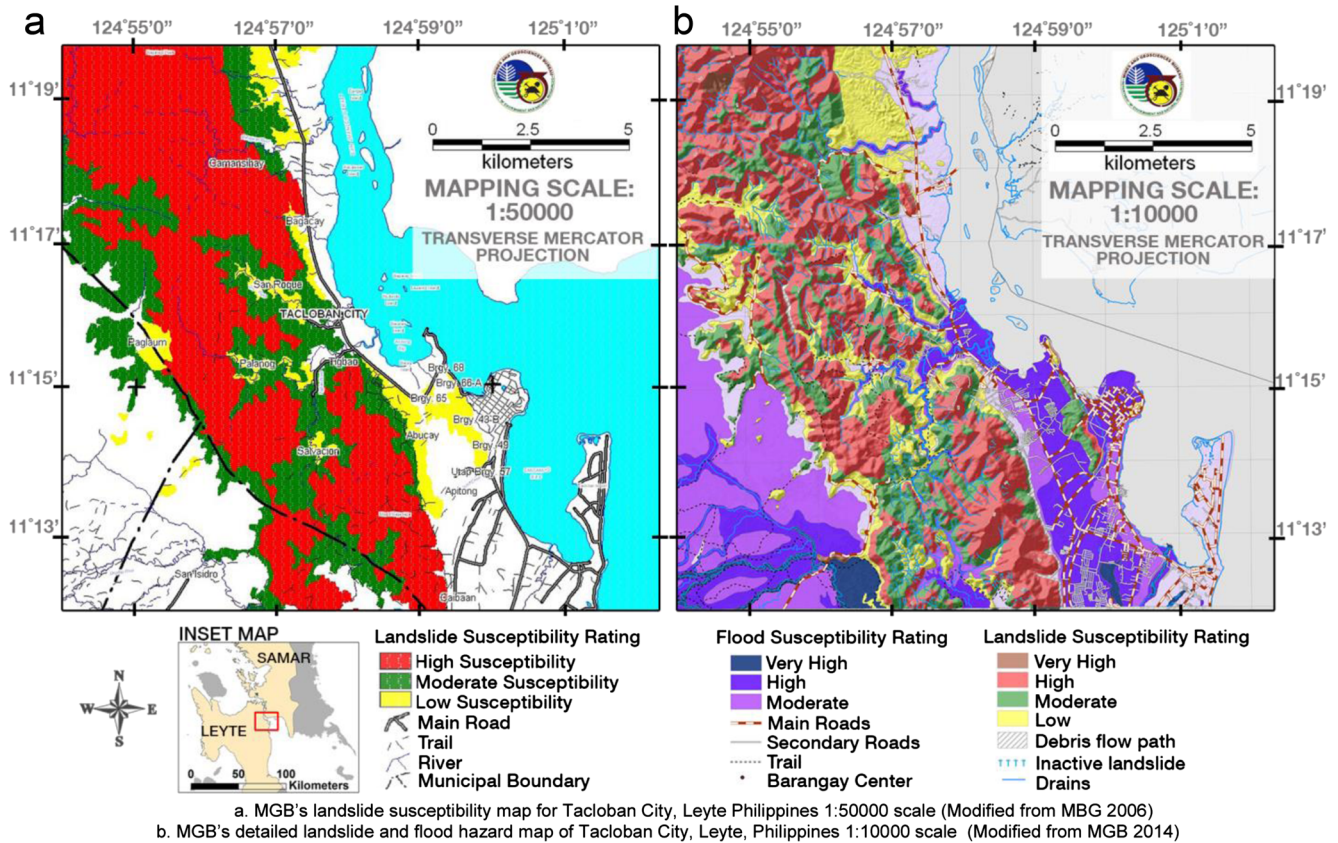 a
b
124°55'0" 124°57'0" 124°59'0" 125°1'0"
124°55'0" 124°57'0" 124°59'0" 125°1'0"
11°19'
11°17'
11°15'
11°13'
11°19'
11°17'
11°15'
11°13'
0 2.5 5
kilometers
MAPPING SCALE:
1:50000
TRANSVERSE MERCATOR
PROJECTION
Camansihay
Bagacay
San Roque
TACLOBAN CITY
Paglaum
Palanog
Tigbao
Brgy. 68
Brgy. 66-A
Brgy. 65
Brgy. 43-B
Abucay
Brgy. 49
Salvacion
Utap Brgy. 57
Apitong
San Isidro
Caibaan
0 2.5 5
kilometers
MAPPING SCALE:
1:10000
TRANSVERSE MERCATOR
PROJECTION
INSET MAP
SAMAR
LEYTE
0 50 100
Kilometers
N
W E
S
Landslide Susceptibility Rating
High Susceptibility
Moderate Susceptibility
Low Susceptibility
Main Road
Trail
River
Municipal Boundary
Flood Susceptibility Rating
Very High
High
Moderate
Main Roads
Secondary Roads
Trail
Barangay Center
Landslide Susceptibility Rating
Very High
High
Moderate
Low
Debris flow path
Inactive landslide
Drains
a. MGB's landslide susceptibility map for Tacloban City, Leyte Philippines 1:50000 scale (Modified from MBG 2006)
b. MGB's detailed landslide and flood hazard map of Tacloban City, Leyte, Philippines 1:10000 scale (Modified from MGB 2014)